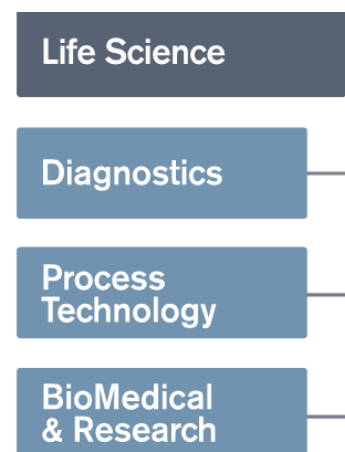 Life Science
Diagnostics
Process
Technology
BioMedical
& Research